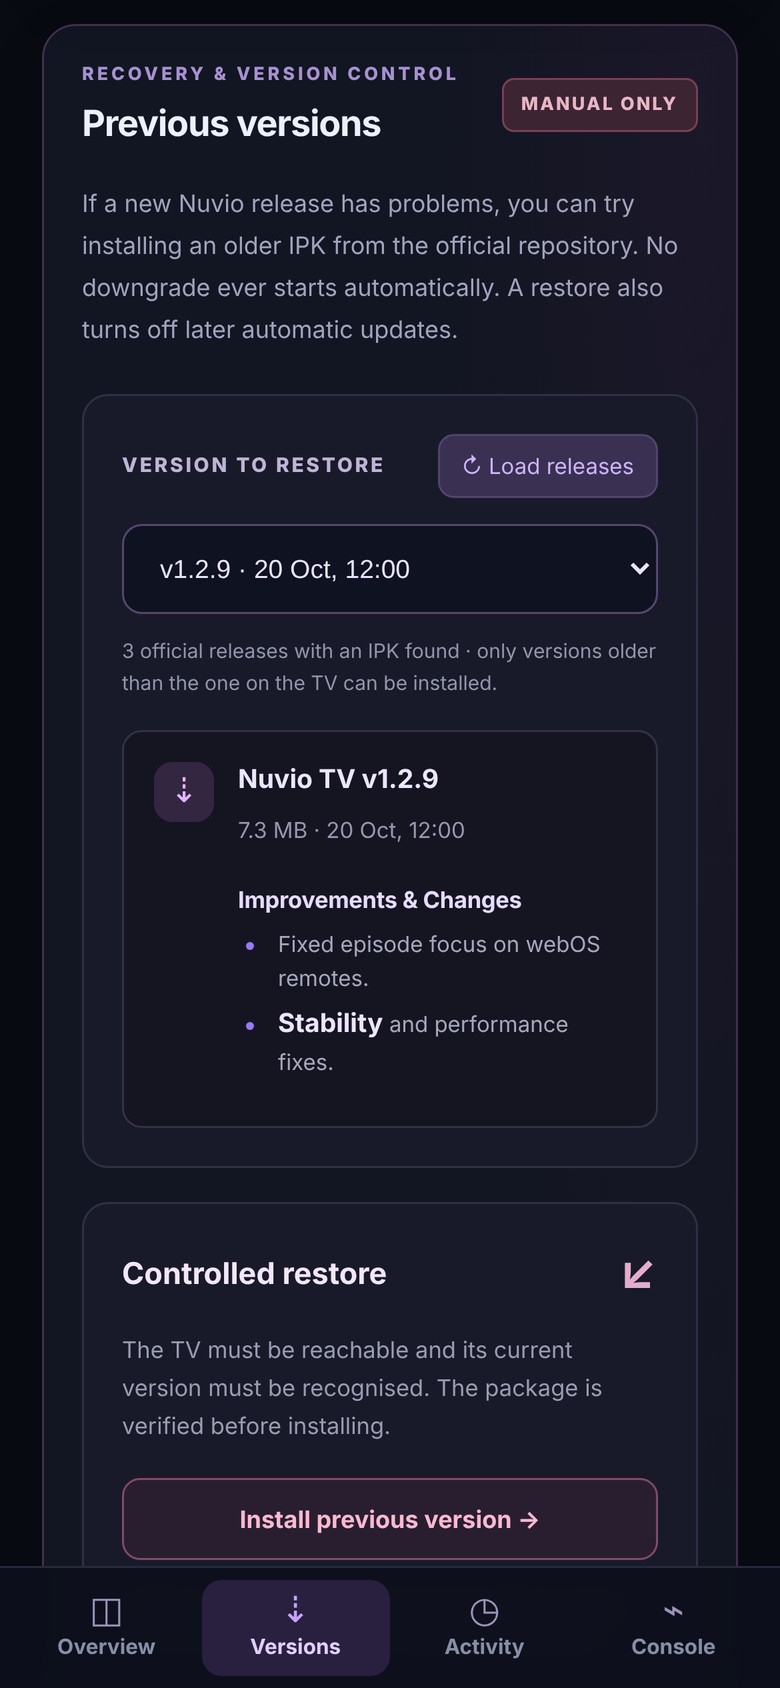 RECOVERY & VERSION CONTROL
Previous versions
MANUAL ONLY
If a new Nuvio release has problems, you can try
installing an older IPK from the official repository. No
downgrade ever starts automatically. A restore also
turns off later automatic updates.
VERSION TO RESTORE
↻ Load releases
v1.2.9 · 20 Oct, 12:00
3 official releases with an IPK found · only versions older
than the one on the TV can be installed.
Nuvio TV v1.2.9
7.3 MB · 20 Oct, 12:00
Improvements & Changes
• Fixed episode focus on webOS
remotes.
• Stability and performance
fixes.
Controlled restore
The TV must be reachable and its current
version must be recognised. The package is
verified before installing.
Install previous version →
Overview
Versions
Activity
Console